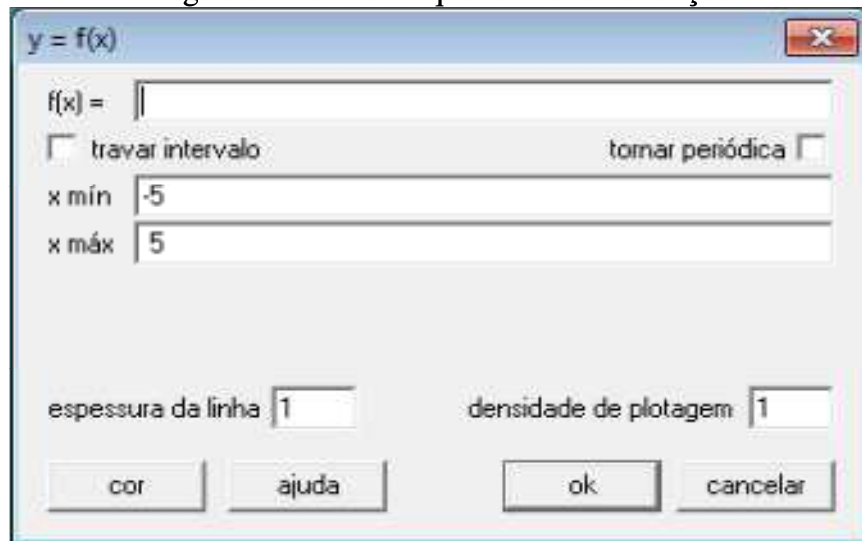 y = f(x)
f(x) =
travar intervalo tornar periódica
x mín -5
x máx 5
espessura da linha 1 densidade de plotagem 1
cor ajuda ok cancelar